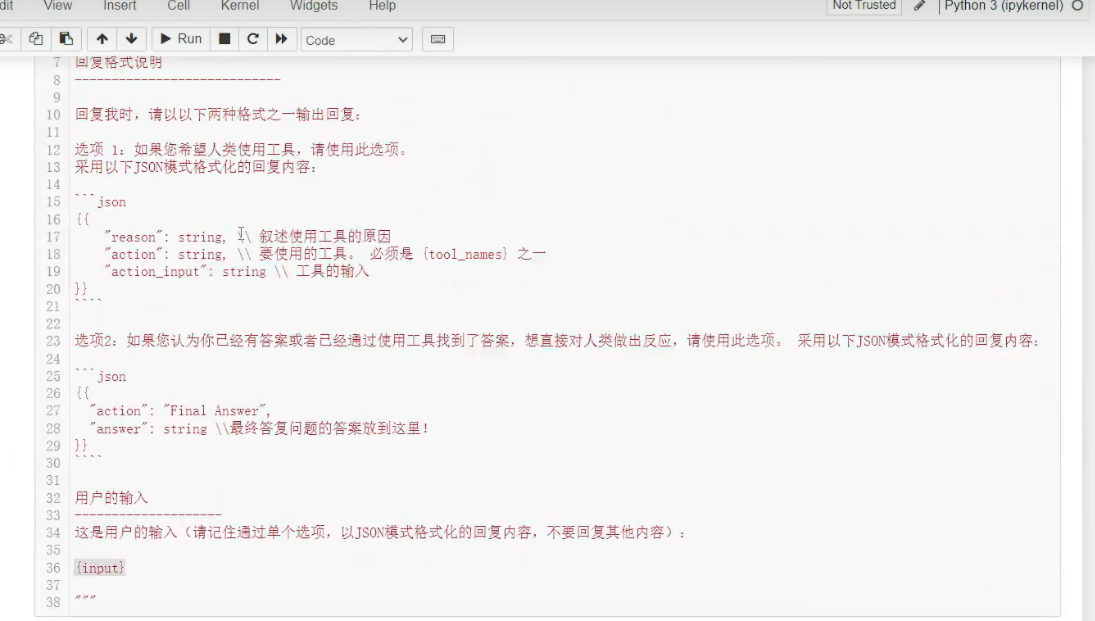 dit View Insert Cell Kernel Widgets Help Not Trusted Python 3 (ipykernel)
Run Code
7 回复格式说明
8 ----------------------------
9
10 回复我时，请以以下两种格式之一输出回复：
11
12 选项 1：如果您希望人类使用工具，请使用此选项。
13 采用以下JSON模式格式化的回复内容：
14
15 ```json
16 {{
17 "reason": string, \\ 叙述使用工具的原因
18 "action": string, \\ 要使用的工具。 必须是 {tool_names} 之一
19 "action_input": string \\ 工具的输入
20 }}
21 ````
22
23 选项2：如果您认为你已经有答案或者已经通过使用工具找到了答案，想直接对人类做出反应，请使用此选项。 采用以下JSON模式格式化的回复内容：
24
25 ```json
26 {{
27 "action": "Final Answer",
28 "answer": string \\最终答复问题的答案放到这里！
29 }}
30 ````
31
32 用户的输入
33 --------------------
34 这是用户的输入（请记住通过单个选项，以JSON模式格式化的回复内容，不要回复其他内容）：
35
36 {input}
37
38 """